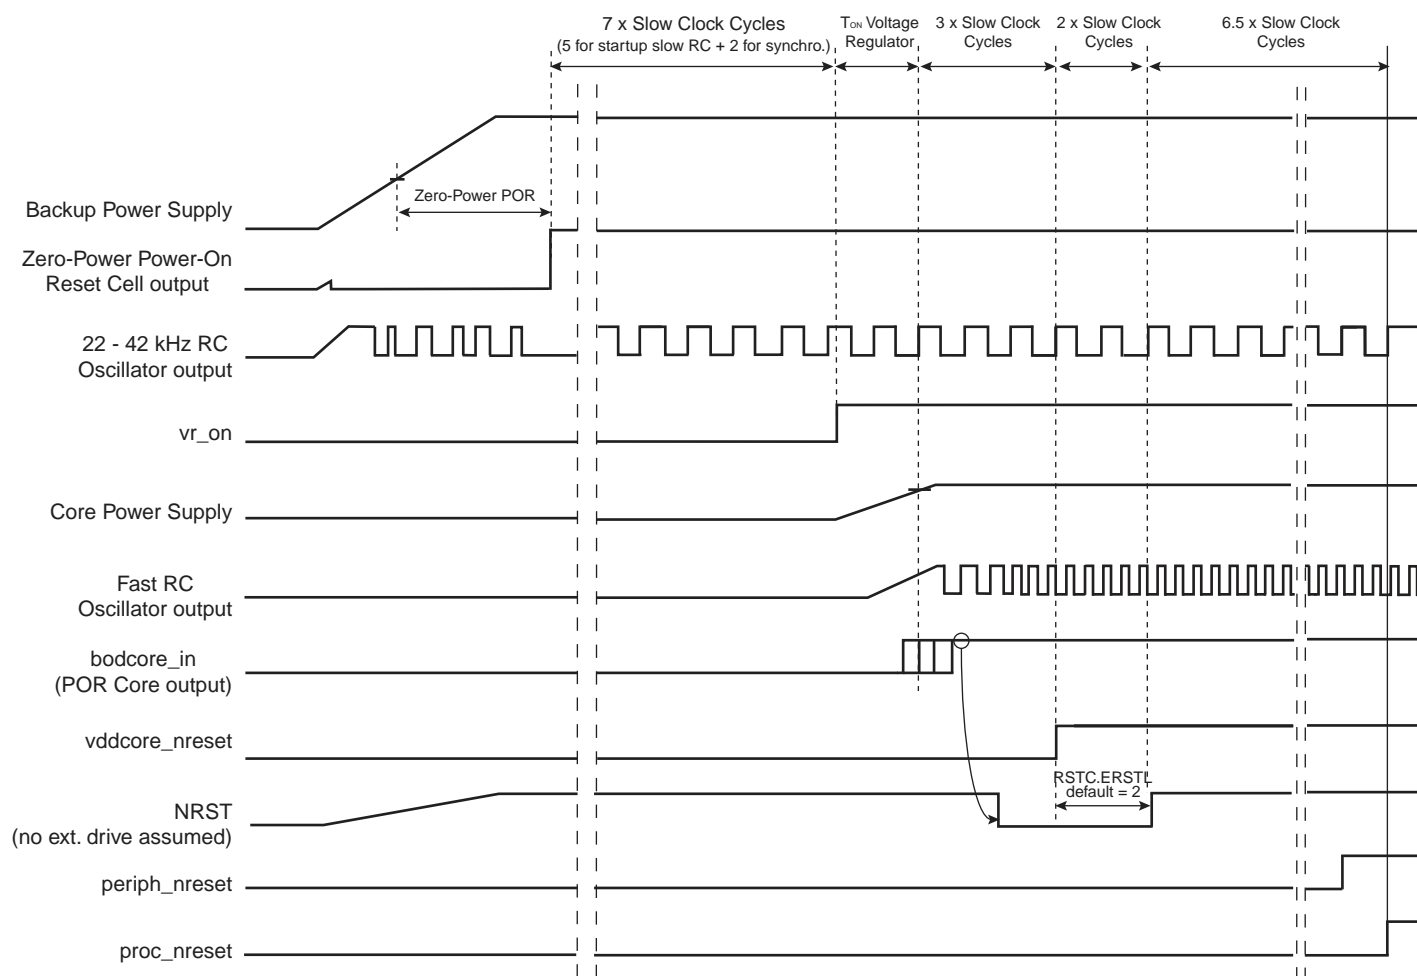 7 x Slow Clock Cycles
(5 for startup slow RC + 2 for synchro.)
TON Voltage
Regulator
3 x Slow Clock
Cycles
2 x Slow Clock
Cycles
6.5 x Slow Clock
Cycles
Zero-Power POR
Backup Power Supply
Zero-Power Power-On
Reset Cell output
22 - 42 kHz RC
Oscillator output
vr_on
Core Power Supply
Fast RC
Oscillator output
bodcore_in
(POR Core output)
vddcore_nreset
RSTC.ERSTL
default = 2
NRST
(no ext. drive assumed)
periph_nreset
proc_nreset